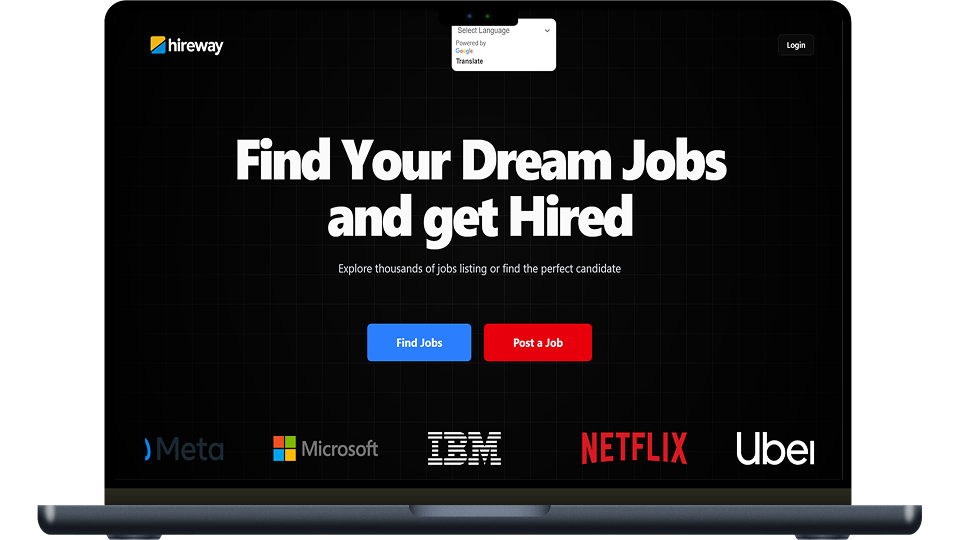 hireway
Select Language
Powered by
Google
Translate
Login
Find Your Dream Jobs
and get Hired
Explore thousands of jobs listing or find the perfect candidate
Find Jobs
Post a Job
Meta
Microsoft
IBM
NETFLIX
Uber